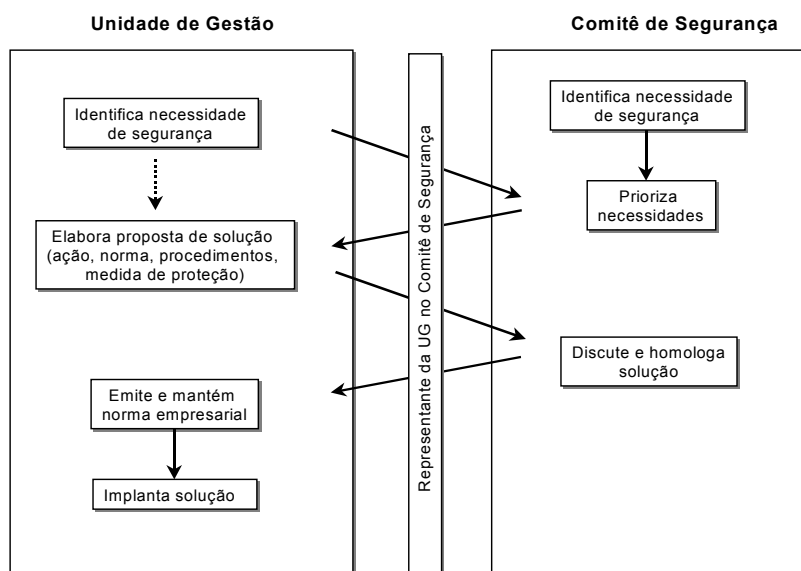 Unidade de Gestão
Comitê de Segurança
Identifica necessidade
de segurança
Elabora proposta de solução
(ação, norma, procedimentos,
medida de proteção)
Emite e mantém
norma empresarial
Implanta solução
Representante da UG no Comitê de Segurança
Identifica necessidade
de segurança
Prioriza
necessidades
Discute e homologa
solução